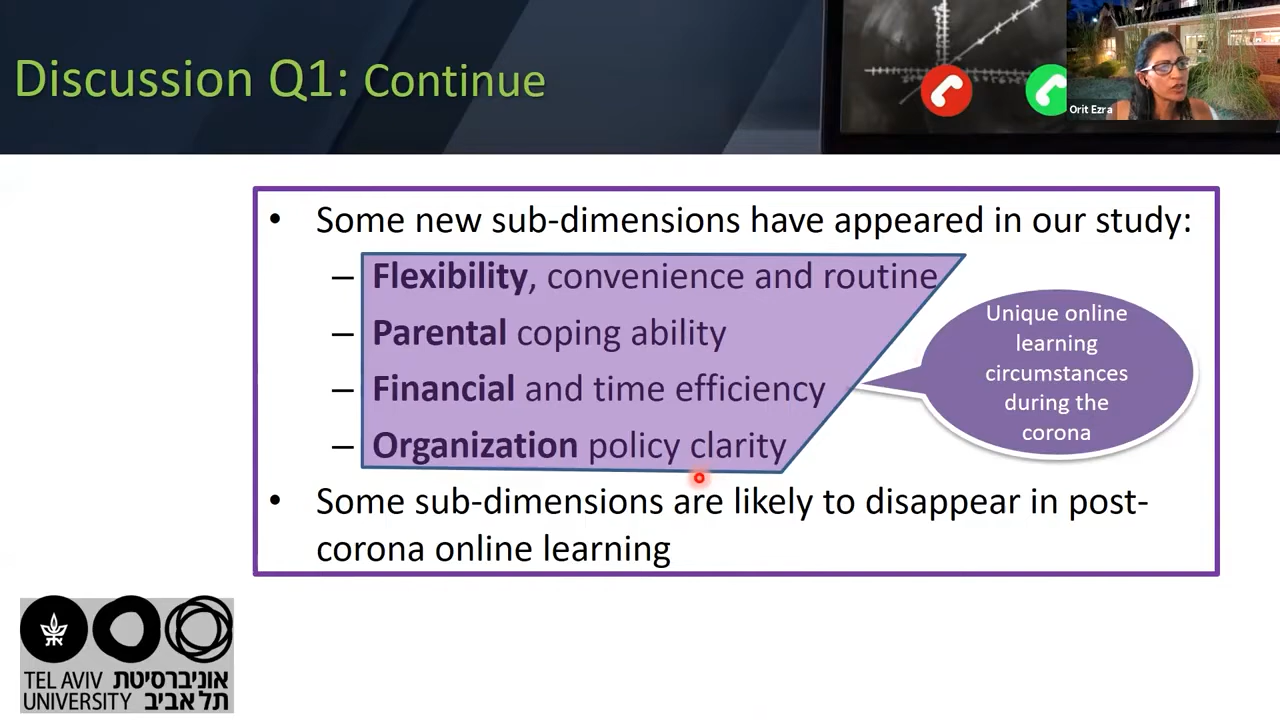 Discussion Q1: Continue
Orit Ezra
• Some new sub-dimensions have appeared in our study:
– Flexibility, convenience and routine
– Parental coping ability
– Financial and time efficiency
– Organization policy clarity
Unique online
learning
circumstances
during the
corona
• Some sub-dimensions are likely to disappear in post-
corona online learning
TEL AVIV אוניברסיטת
UNIVERSITY תל אביב